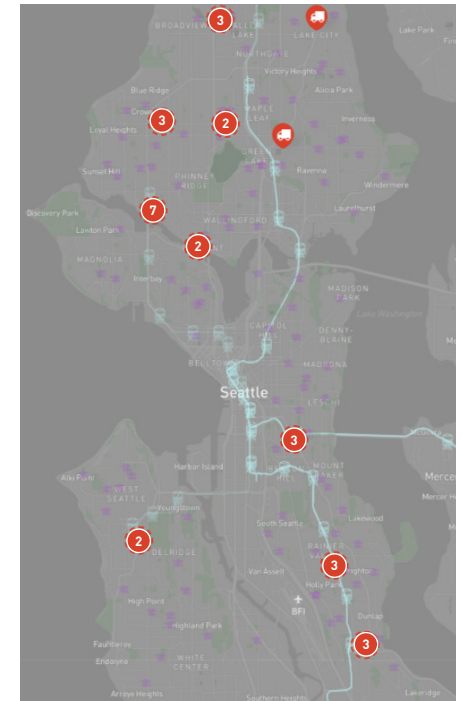 3
BROADVIEW
LAKE
LAKE CITY
Lake Park
NORTHGATE
Victory Heights
Blue Ridge
Alicia Park
Crown
MAPLE
LEAF
3
2
Inverness
Loyal Heights
GREEN
LAKE
Sunset Hill
PHINNEY
RIDGE
Ravenna
Windermere
7
Laurelhurst
Discovery Park
WALLINGFORD
Lawton Park
2
MAGNOLIA
Interbay
MADISON
PARK
Lake Washington
CAPITOL
DENNY-
BLAINE
BELLTOWN
MADRONA
Seattle
LESCHI
3
Harbor Island
HILL
MOUNT
BAKER
Mercer
Alki Point
WEST
SEATTLE
Youngstown
South Seattle
Lakewood
2
DELRIDGE
RAINIER
Van Asselt
3
Brighton
Holly Park
High Point
BFI
Dunlap
Highland Park
3
Fauntleroy
WHITE
CENTER
Endolyne
Arroyo Heights
Southern Heights
Lakeridge